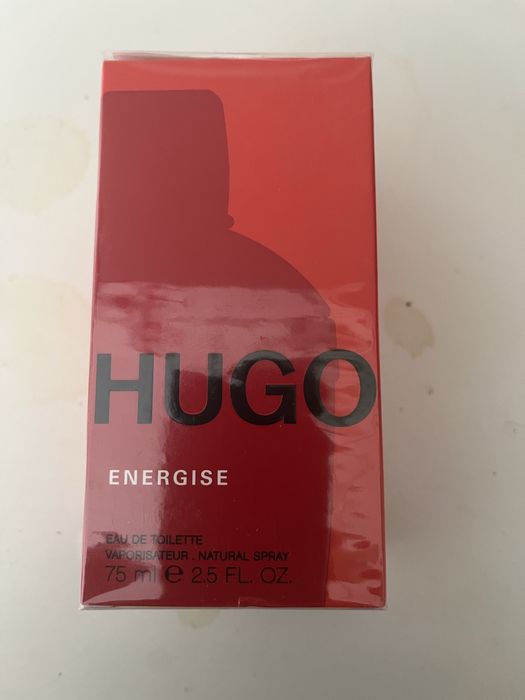 HUGO
ENERGISE
EAU DE TOILETTE
VAPORISATEUR . NATURAL SPRAY
75 ml ℮ 2.5 FL. OZ.